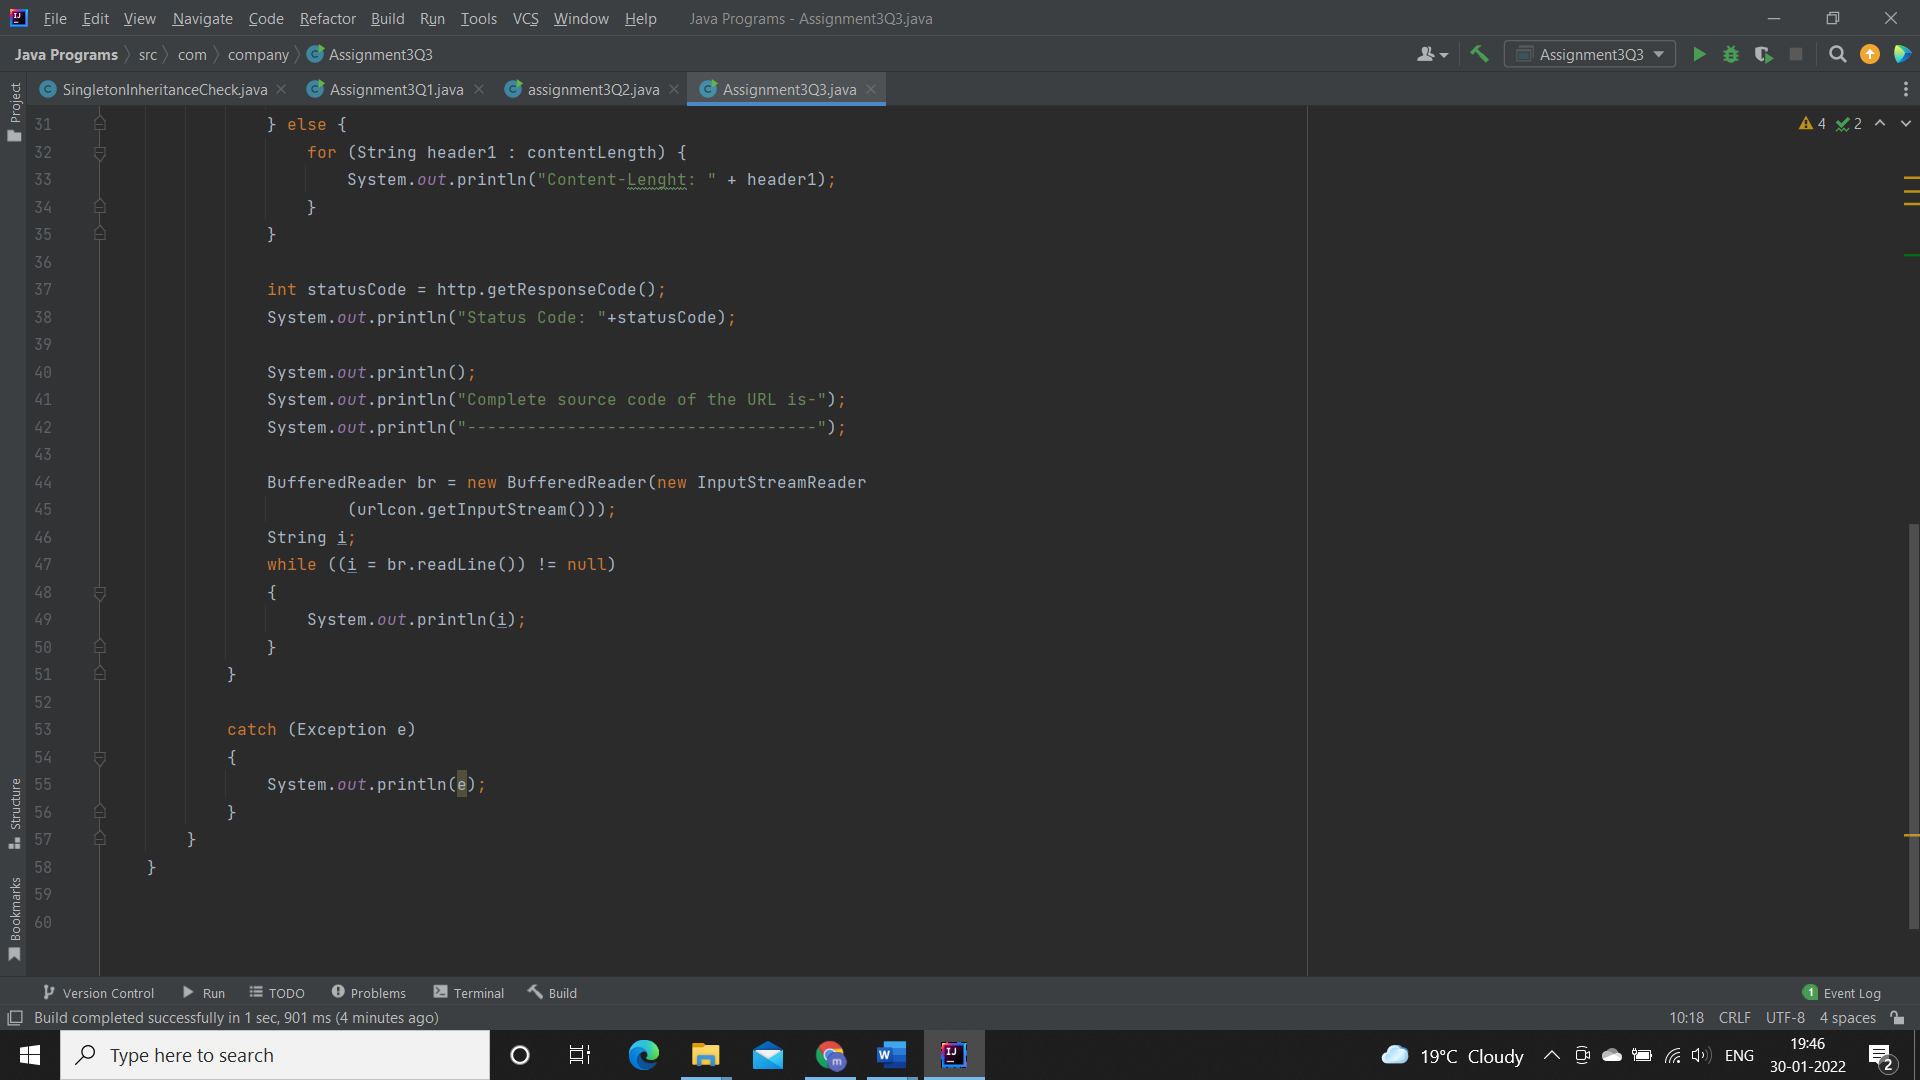 File Edit View Navigate Code Refactor Build Run Tools VCS Window Help Java Programs - Assignment3Q3.java
Java Programs src com company Assignment3Q3 Assignment3Q3
SingletonInheritanceCheck.java Assignment3Q1.java assignment3Q2.java Assignment3Q3.java
Project
4 2
31 } else {
32 for (String header1 : contentLength) {
33 System.out.println("Content-Lenght: " + header1);
34 }
35 }
36
37 int statusCode = http.getResponseCode();
38 System.out.println("Status Code: "+statusCode);
39
40 System.out.println();
41 System.out.println("Complete source code of the URL is-");
42 System.out.println("-----------------------------------");
43
44 BufferedReader br = new BufferedReader(new InputStreamReader
45 (urlcon.getInputStream()));
46 String i;
47 while ((i = br.readLine()) != null)
48 {
49 System.out.println(i);
50 }
51 }
52
53 catch (Exception e)
54 {
55 System.out.println(e);
56 }
57 }
58 }
59
60
Structure
Bookmarks
Version Control Run TODO Problems Terminal Build 1 Event Log
Build completed successfully in 1 sec, 901 ms (4 minutes ago) 10:18 CRLF UTF-8 4 spaces
Type here to search 19°C Cloudy ENG 19:46
30-01-2022 2